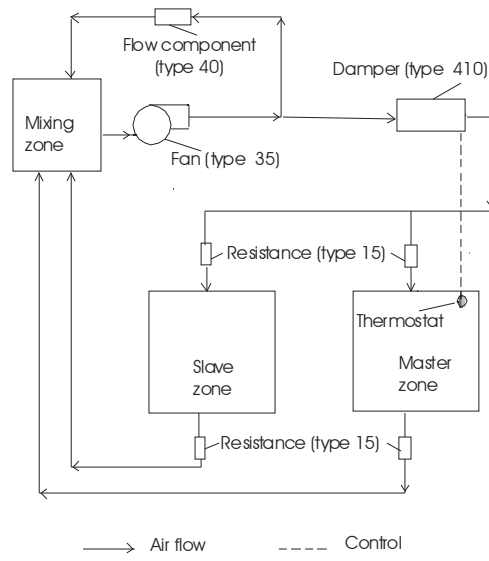 Flow component
(type 40)
Damper (type 410)
Mixing
zone
Fan (type 35)
Resistance (type 15)
Thermostat
Slave
zone
Master
zone
Resistance (type 15)
Air flow
Control